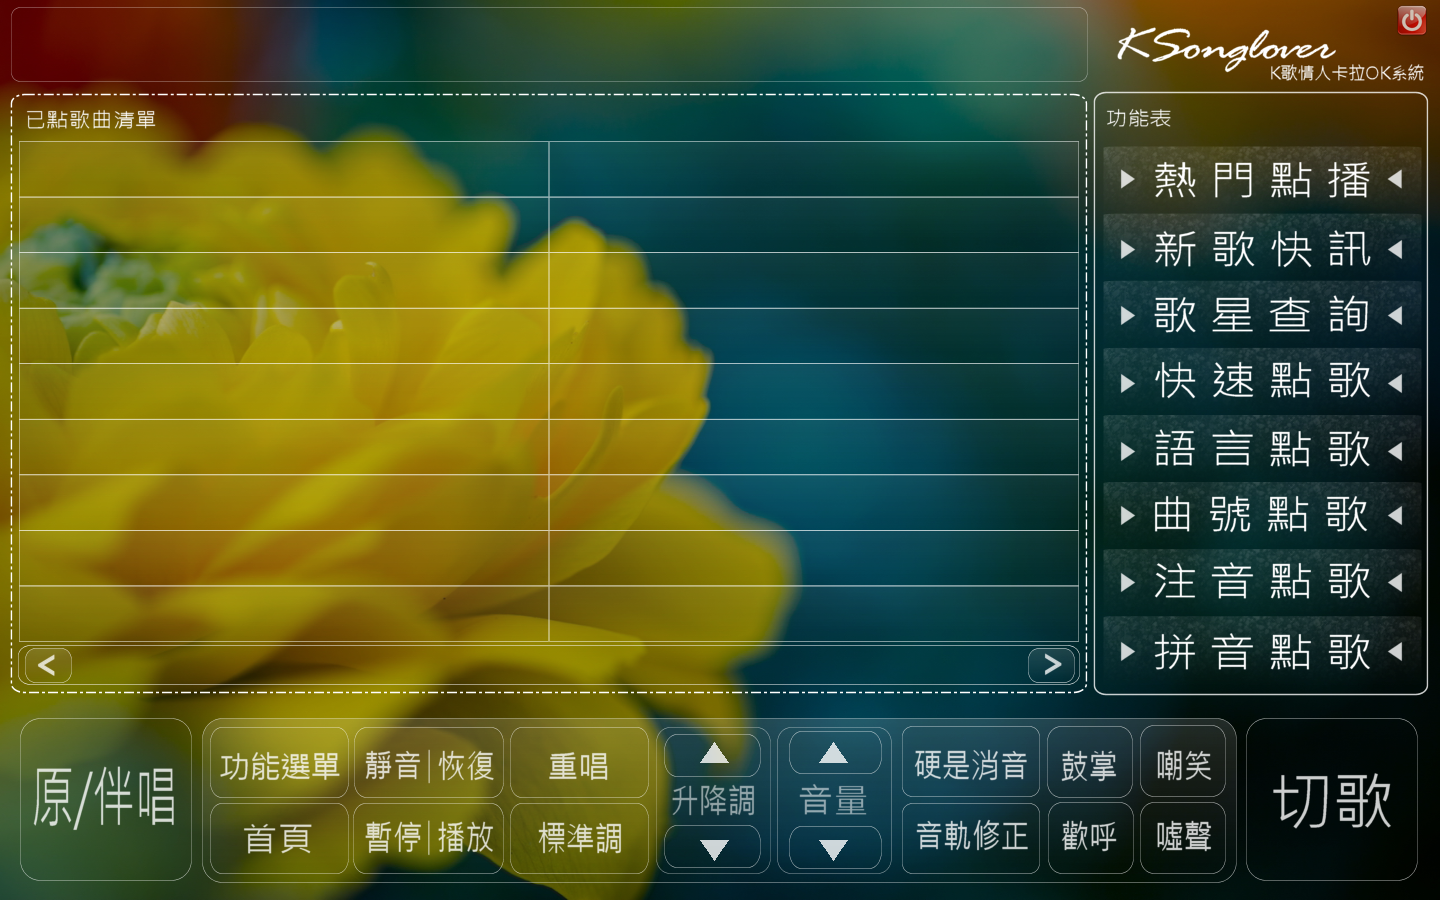 KSonglover
K歌情人卡拉OK系統
已點歌曲清單
功能表
熱門點播
新歌快訊
歌星查詢
快速點歌
語言點歌
曲號點歌
注音點歌
拼音點歌
<
>
原/伴唱
功能選單
靜音|恢復
重唱
首頁
暫停|播放
標準調
升降調
音量
硬是消音
鼓掌
嘲笑
音軌修正
歡呼
噓聲
切歌